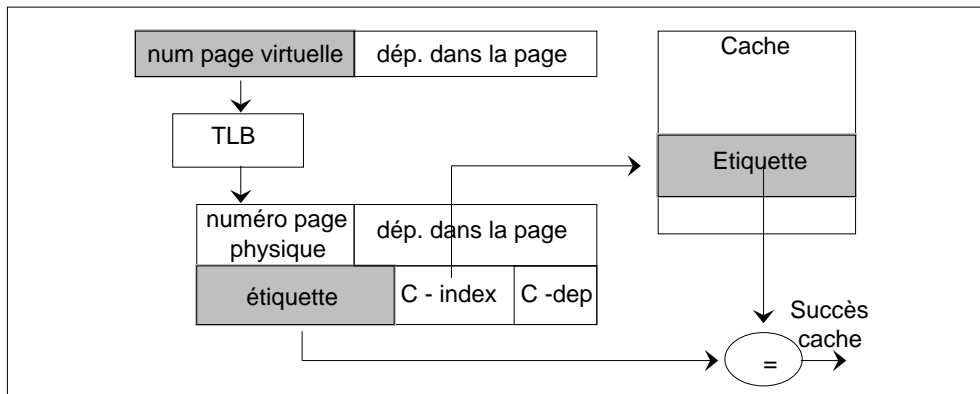 num page virtuelle
dép. dans la page
Cache
TLB
Etiquette
numéro page
physique
dép. dans la page
étiquette
C - index
C -dep
Succès
cache
=